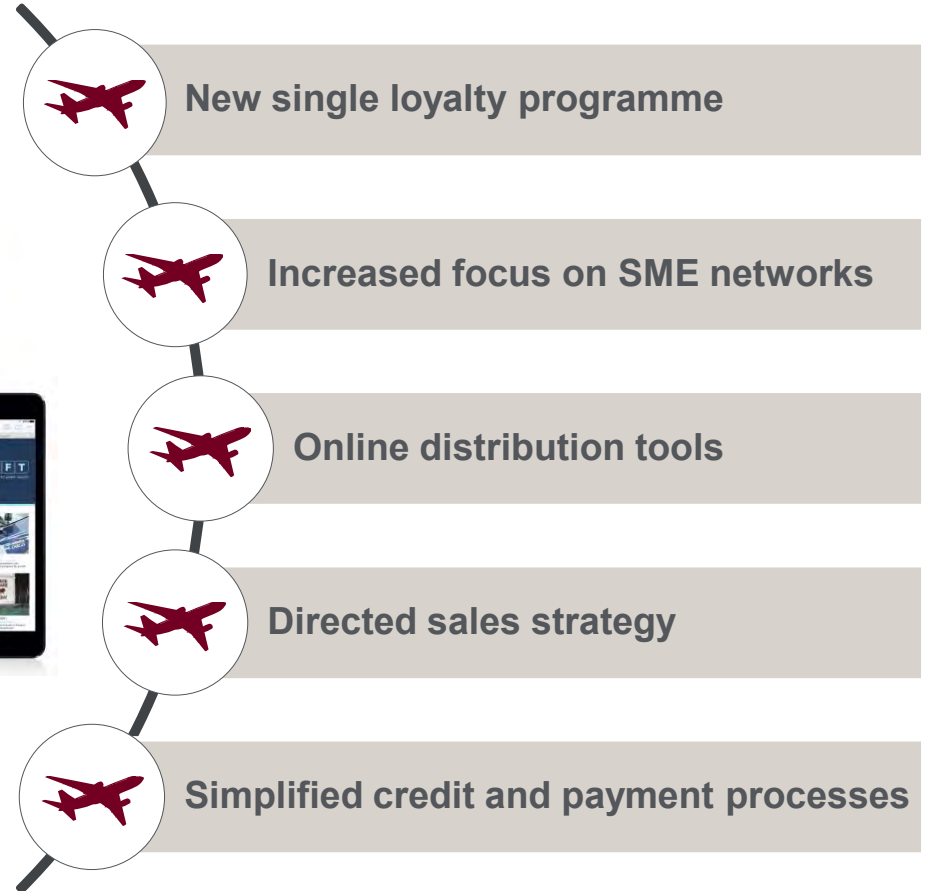 New single loyalty programme
Increased focus on SME networks
F T
Online distribution tools
Directed sales strategy
Simplified credit and payment processes